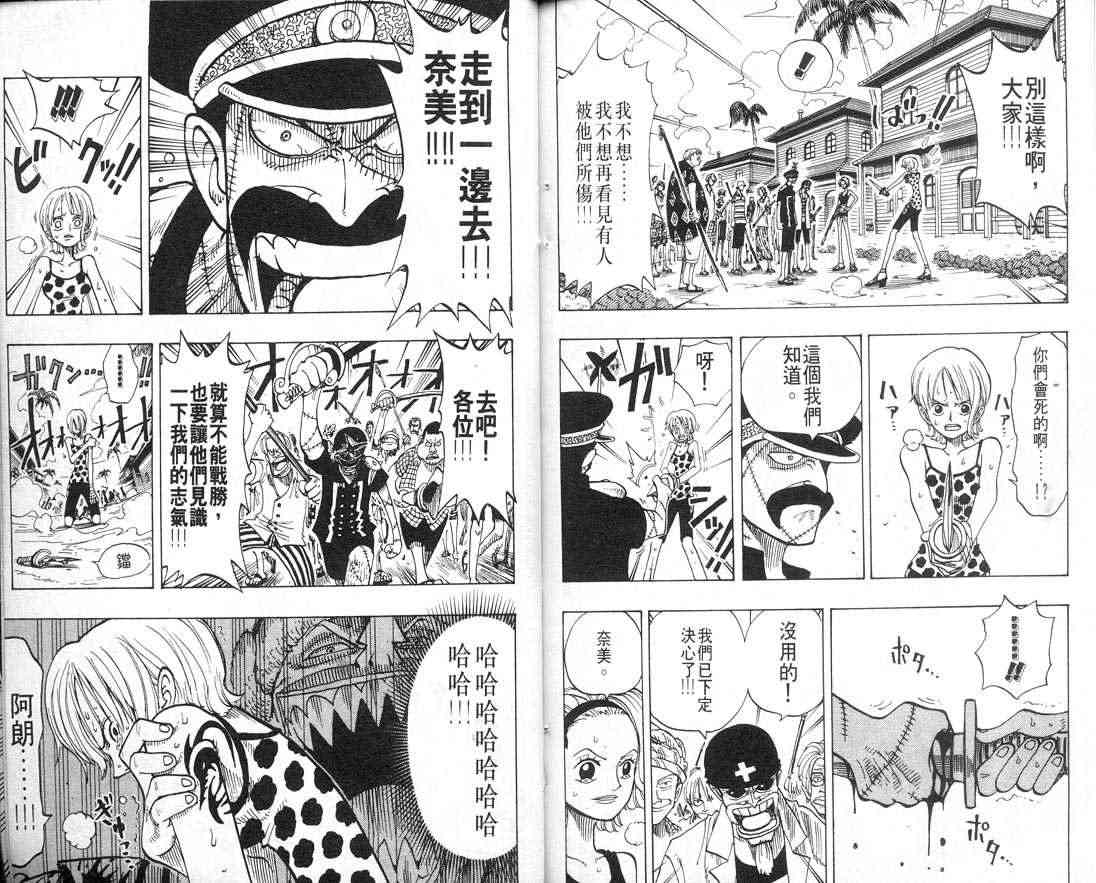 別這樣啊，
大家!!!
我不想……
我不想再看見有人
被他們所傷!!!
!
しばっ!!
你們會死的啊……!?
ハァ…
ハァ…
這個我們
知道。
呀!
ガッ
沒用的!
我們已下定
決心了!!!
奈美。
ポタ…
ポタ…
走到一邊去!!!
奈美!!!!
!!!
ビクッ!!
去吧!
各位!!!
就算不能戰勝，
也要讓他們見識
一下我們的志氣!!!
オオオオ
ガクン…
!!
鐺
哈哈哈哈哈哈哈
哈哈!!!!
阿朗……!!!!